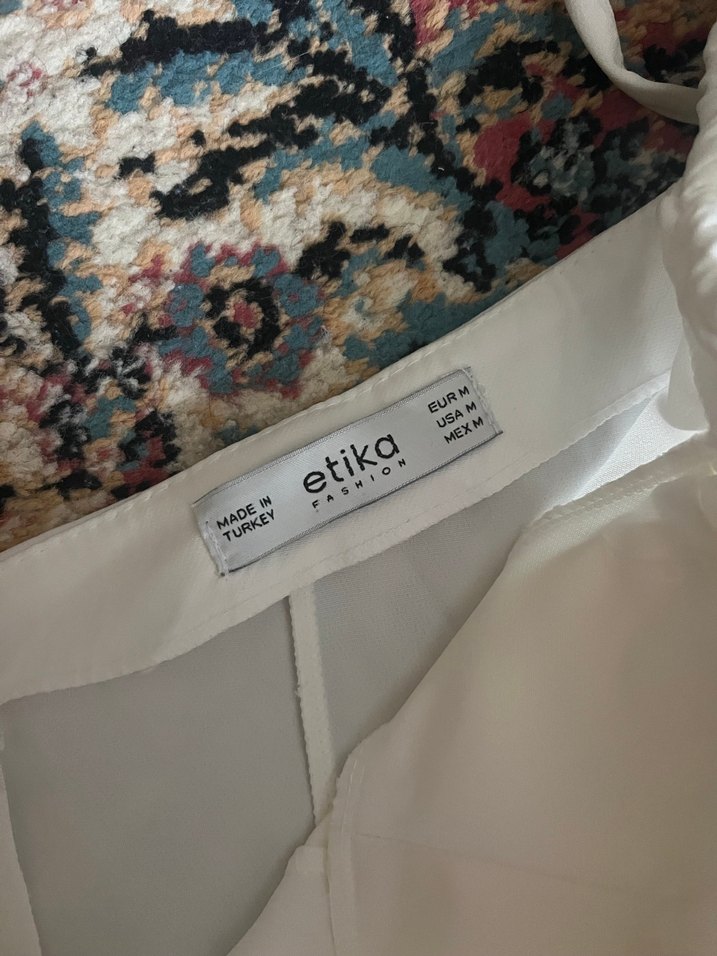 MADE IN
TURKEY
etika
FASHION
EUR M
USA M
MEX M